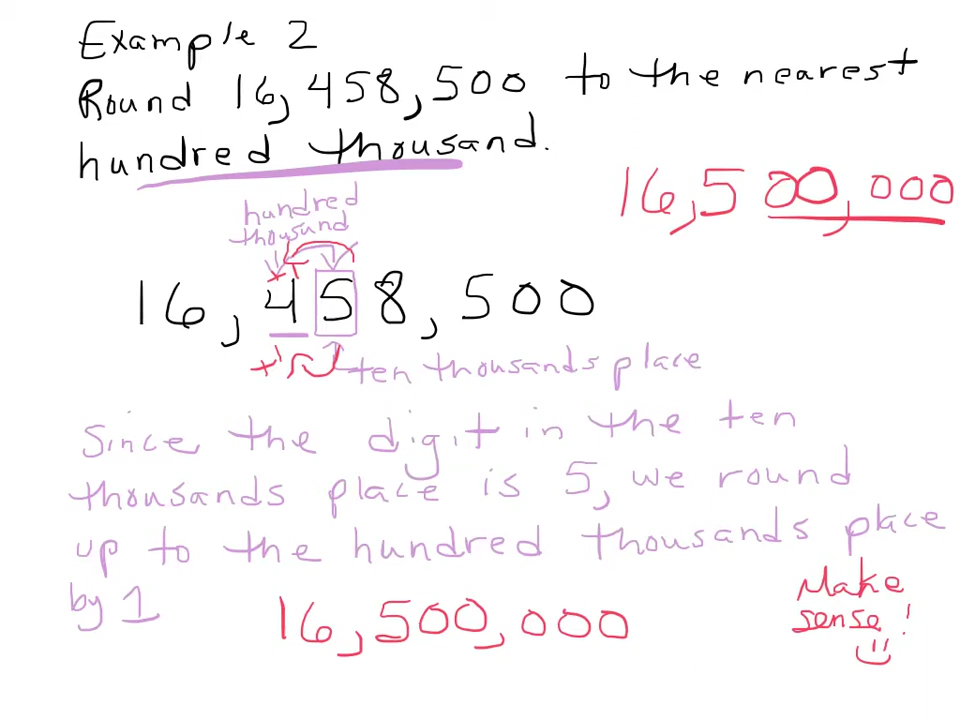 Example 2
Round 16,458,500 to the nearest
hundred thousand.
16,500,000
hundred
thousand
+1
16,458,500
+1
ten thousands place
Since the digit in the ten
thousands place is 5, we round
up to the hundred thousands place
by 1
16,500,000
Make
sense!